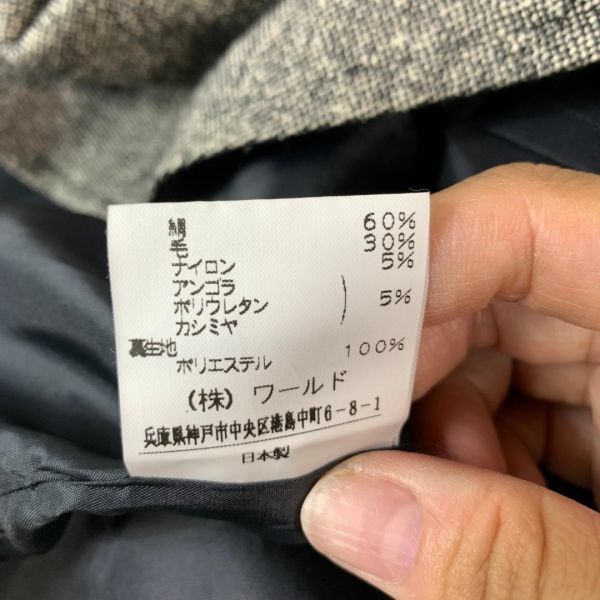 絹 60%
毛 30%
ナイロン 5%
アンゴラ
ポリウレタン ) 5%
カシミヤ
裏生地
ポリエステル 100%
(株) ワールド
兵庫県神戸市中央区港島中町6-8-1
日本製